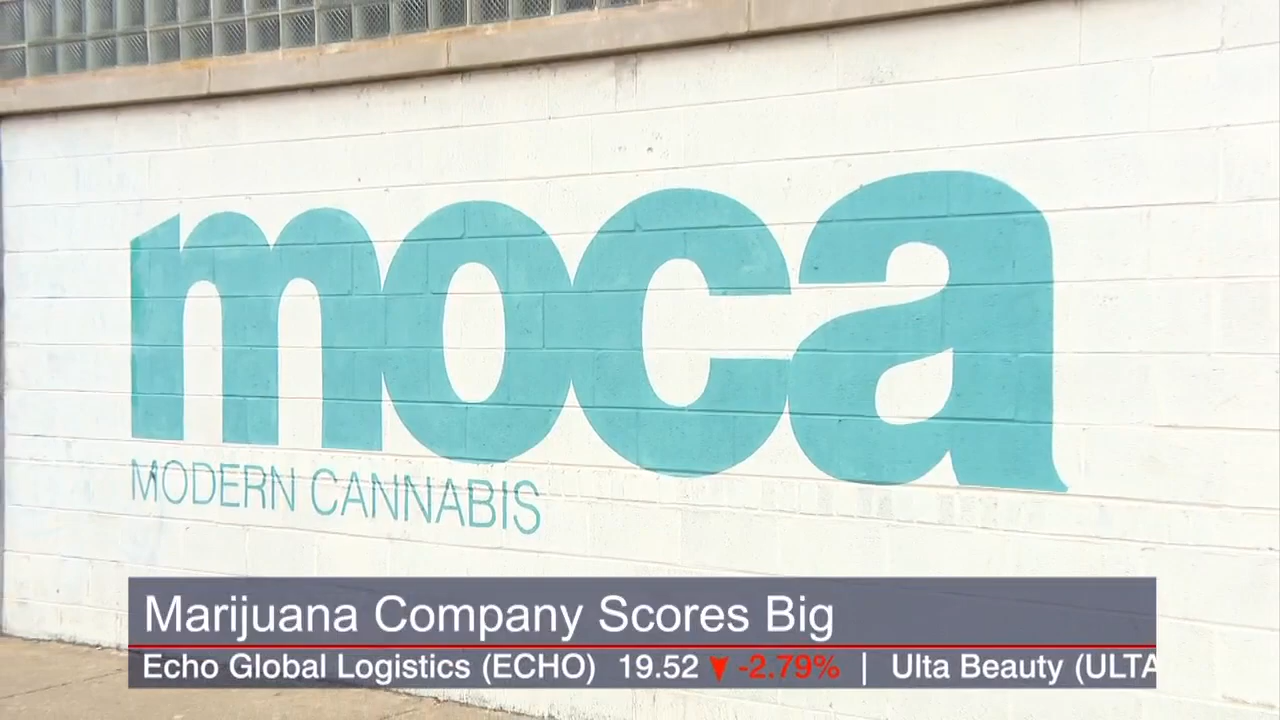 moca
MODERN CANNABIS
Marijuana Company Scores Big
Echo Global Logistics (ECHO) 19.52 ▼ -2.79% | Ulta Beauty (ULTA